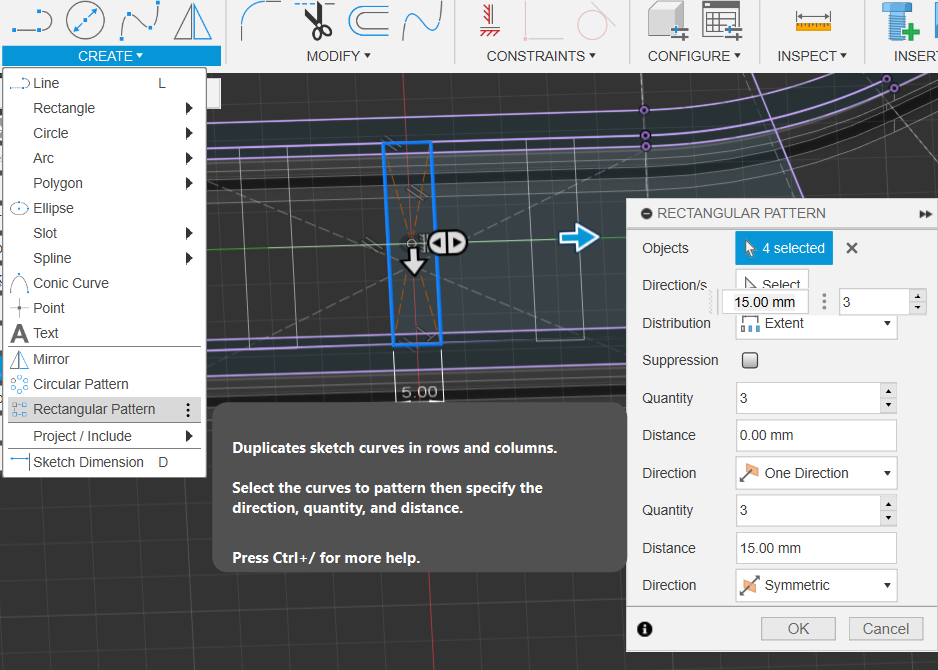 CREATE
MODIFY
CONSTRAINTS
CONFIGURE
INSPECT
INSERT
Line L
Rectangle
Circle
Arc
Polygon
Ellipse
Slot
Spline
Conic Curve
Point
Text
Mirror
Circular Pattern
Rectangular Pattern
Project / Include
Sketch Dimension D
5.00
Duplicates sketch curves in rows and columns.
Select the curves to pattern then specify the
direction, quantity, and distance.
Press Ctrl+/ for more help.
RECTANGULAR PATTERN
Objects 4 selected
Direction/s Select
15.00 mm 3
Distribution Extent
Suppression
Quantity 3
Distance 0.00 mm
Direction One Direction
Quantity 3
Distance 15.00 mm
Direction Symmetric
OK Cancel